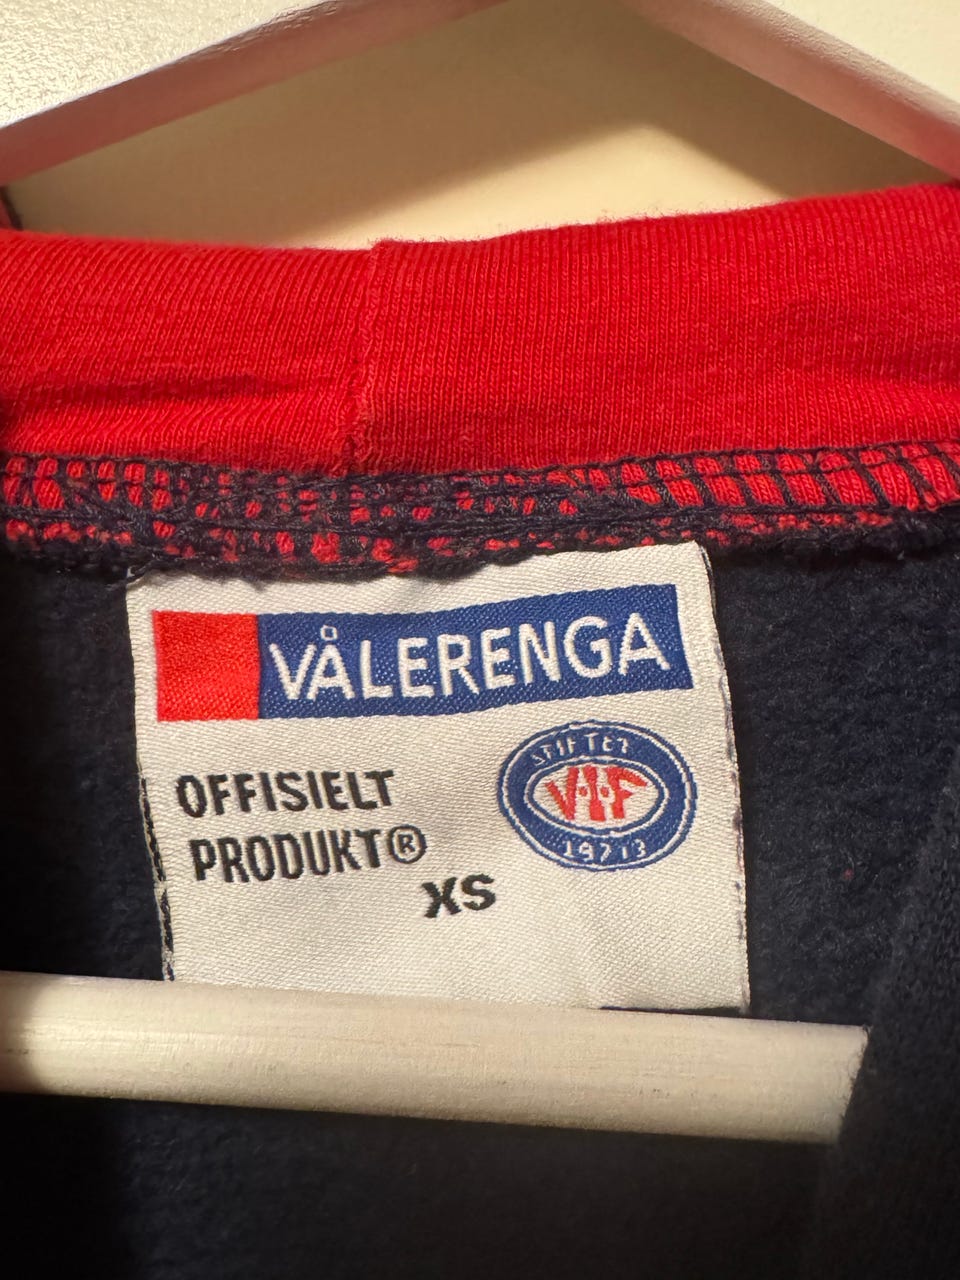 VÅLERENGA
OFFISIELT
PRODUKT®
XS
STIFTET
VIF
1913